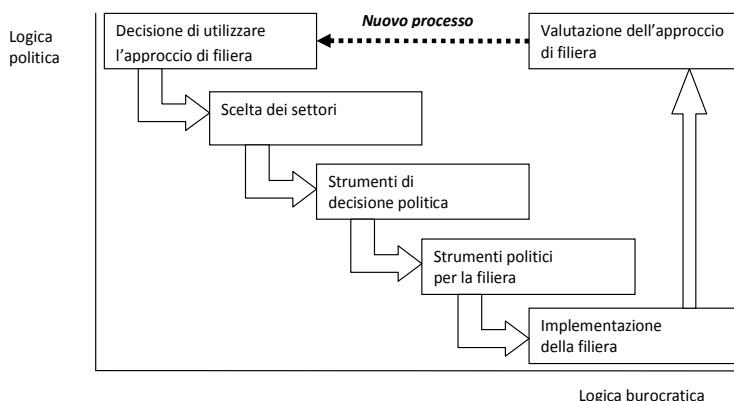 Logica
politica
Decisione di utilizzare
l'approccio di filiera
Nuovo processo
Valutazione dell'approccio
di filiera
Scelta dei settori
Strumenti di
decisione politica
Strumenti politici
per la filiera
Implementazione
della filiera
Logica burocratica